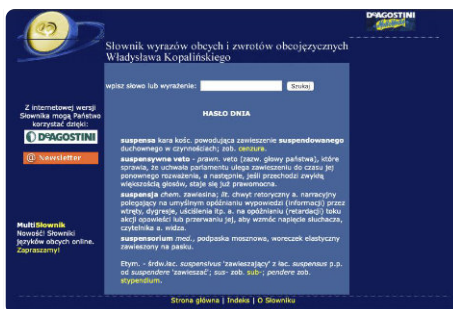 DeAGOSTINI
Słownik wyrazów obcych i zwrotów obcojęzycznych
Władysława Kopalińskiego
wpisz słowo lub wyrażenie:
Szukaj
Z internetowej wersji
Słownika mogą Państwo
korzystać dzięki:
DeAGOSTINI
@ Newsletter
MultiSłownik
Nowość! Słowniki
języków obcych online.
Zapraszamy!
HASŁO DNIA
suspensa kara kośc. powodująca zawieszenie suspendowanego
duchownego w czynnościach; zob. cenzura.
suspensywne veto - prawn. veto (zazw. głowy państwa), które
sprawia, że uchwała parlamentu ulega zawieszeniu do czasu jej
ponownego rozważenia, a następnie, jeśli przechodzi zwykłą
większością głosów, staje się już prawomocna.
suspensja chem. zawiesina; lit. chwyt retoryczny a. narracyjny
polegający na umyślnym opóźnianiu wypowiedzi (informacji) przez
wtręty, dygresje, uściślenia itp. a. na opóźnianiu (retardacji) toku
akcji opowieści lub przerwaniu jej, aby wzmóc napięcie słuchacza,
czytelnika a. widza.
suspensorium med., podpaska mosznowa, woreczek elastyczny
zawieszony na pasku.
Etym. - śrdw.łac. suspensivus 'zawieszający' z łac. suspensus p.p.
od suspendere 'zawieszać'; sus- zob. sub-; pendere zob.
stypendium.
Strona główna | Indeks | O Słowniku